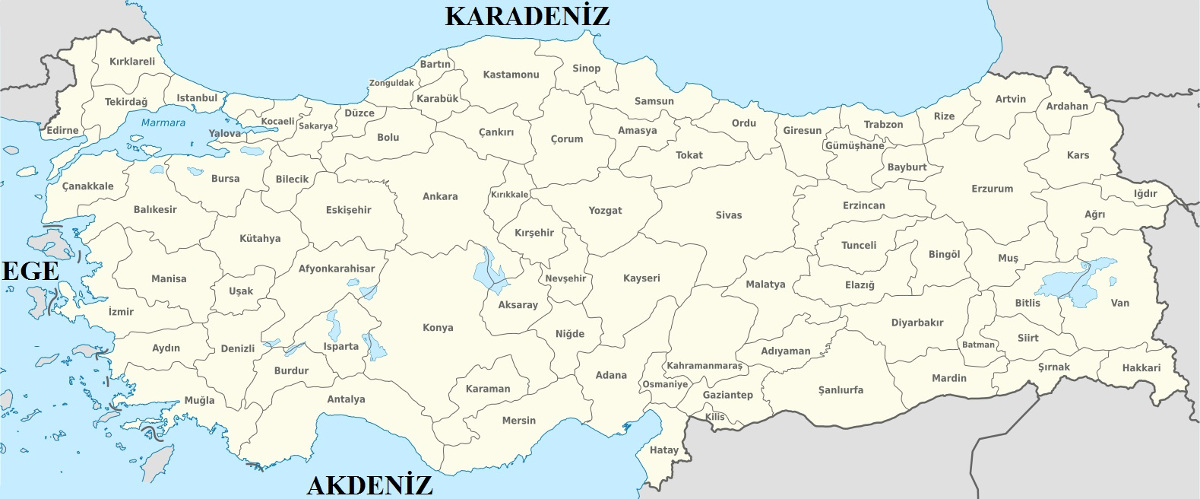 KARADENİZ
Kırklareli
Bartın
Sinop
Kastamonu
Zonguldak
Karabük
Tekirdağ
Istanbul
Samsun
Artvin
Ardahan
Edirne
Marmara
Yalova
Kocaeli
Sakarya
Düzce
Bolu
Çankırı
Çorum
Amasya
Ordu
Giresun
Trabzon
Rize
Gümüşhane
Bayburt
Tokat
Kars
Çanakkale
Bursa
Bilecik
Ankara
Kırıkkale
Erzurum
Iğdır
Balıkesir
Eskişehir
Yozgat
Sivas
Erzincan
Ağrı
Kütahya
Kırşehir
Tunceli
Bingöl
Muş
EGE
Manisa
Afyonkarahisar
Uşak
Nevşehir
Kayseri
Malatya
Elazığ
İzmir
Aksaray
Bitlis
Van
Konya
Niğde
Diyarbakır
Aydın
Denizli
Isparta
Adıyaman
Batman
Siirt
Burdur
Kahramanmaraş
Şırnak
Hakkari
Muğla
Antalya
Karaman
Adana
Osmaniye
Gaziantep
Şanlıurfa
Mardin
Mersin
Kilis
Hatay
AKDENİZ